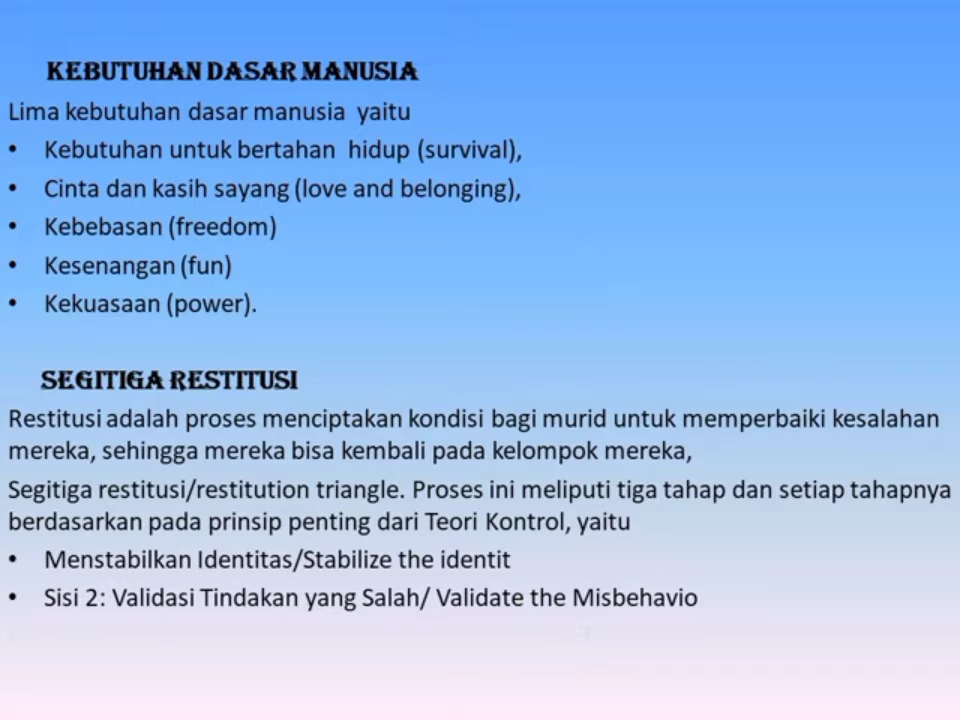 KEBUTUHAN DASAR MANUSIA
Lima kebutuhan dasar manusia yaitu
• Kebutuhan untuk bertahan hidup (survival),
• Cinta dan kasih sayang (love and belonging),
• Kebebasan (freedom)
• Kesenangan (fun)
• Kekuasaan (power).
SEGITIGA RESTITUSI
Restitusi adalah proses menciptakan kondisi bagi murid untuk memperbaiki kesalahan
mereka, sehingga mereka bisa kembali pada kelompok mereka,
Segitiga restitusi/restitution triangle. Proses ini meliputi tiga tahap dan setiap tahapnya
berdasarkan pada prinsip penting dari Teori Kontrol, yaitu
• Menstabilkan Identitas/Stabilize the identit
• Sisi 2: Validasi Tindakan yang Salah/ Validate the Misbehavio